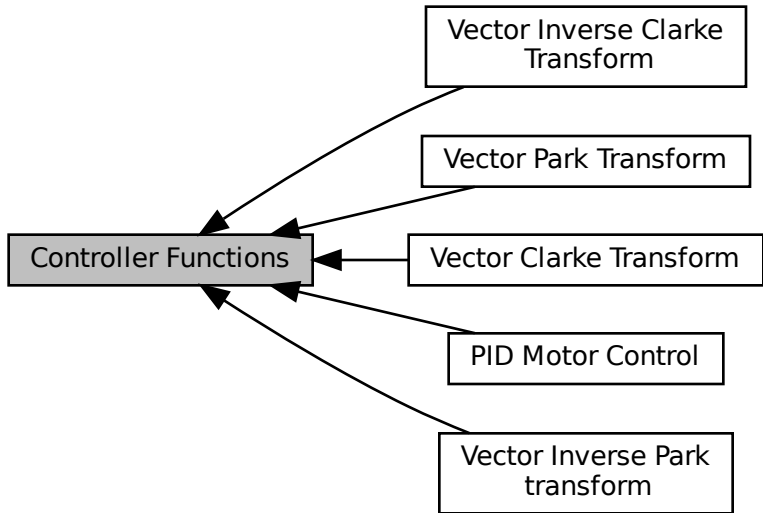 Vector Inverse Clarke
Transform
Vector Park Transform
Controller Functions
Vector Clarke Transform
PID Motor Control
Vector Inverse Park
transform